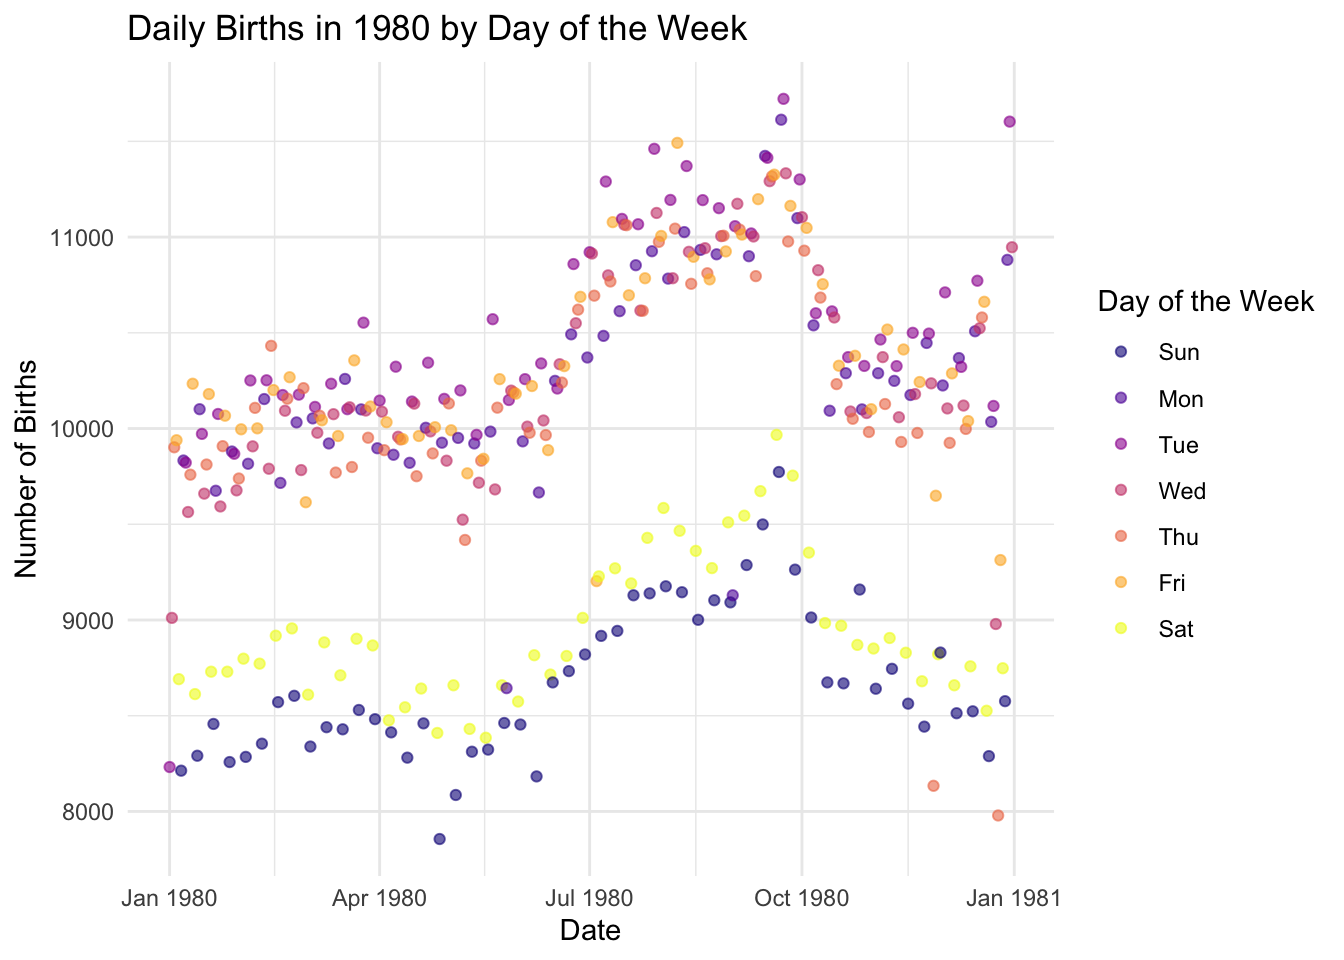 Daily Births in 1980 by Day of the Week
Number of Births
11000
10000
9000
8000
Jan 1980
Apr 1980
Jul 1980
Oct 1980
Jan 1981
Date
Day of the Week
Sun
Mon
Tue
Wed
Thu
Fri
Sat